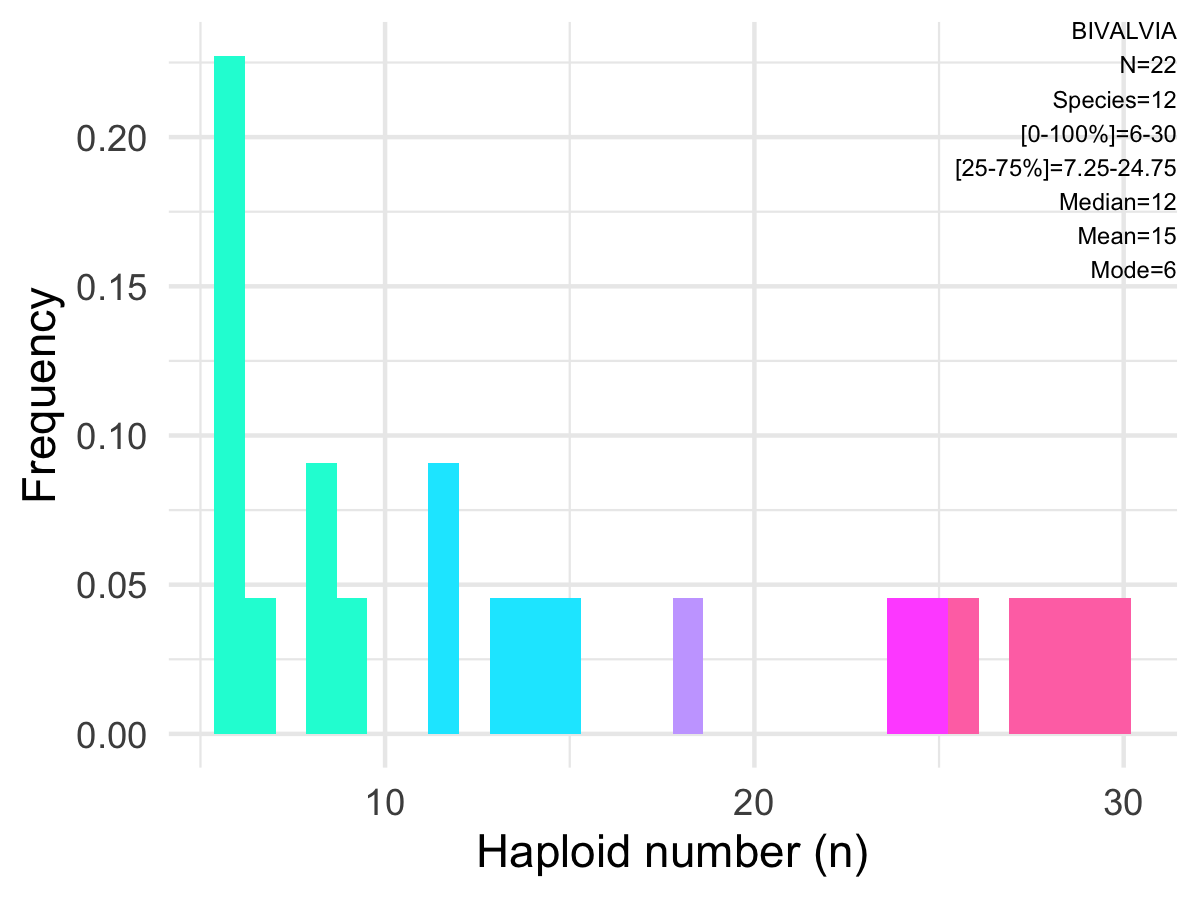 BIVALVIA
N=22
Species=12
[0-100%]=6-30
[25-75%]=7.25-24.75
Median=12
Mean=15
Mode=6
Frequency
0.20
0.15
0.10
0.05
0.00
10 20 30
Haploid number (n)